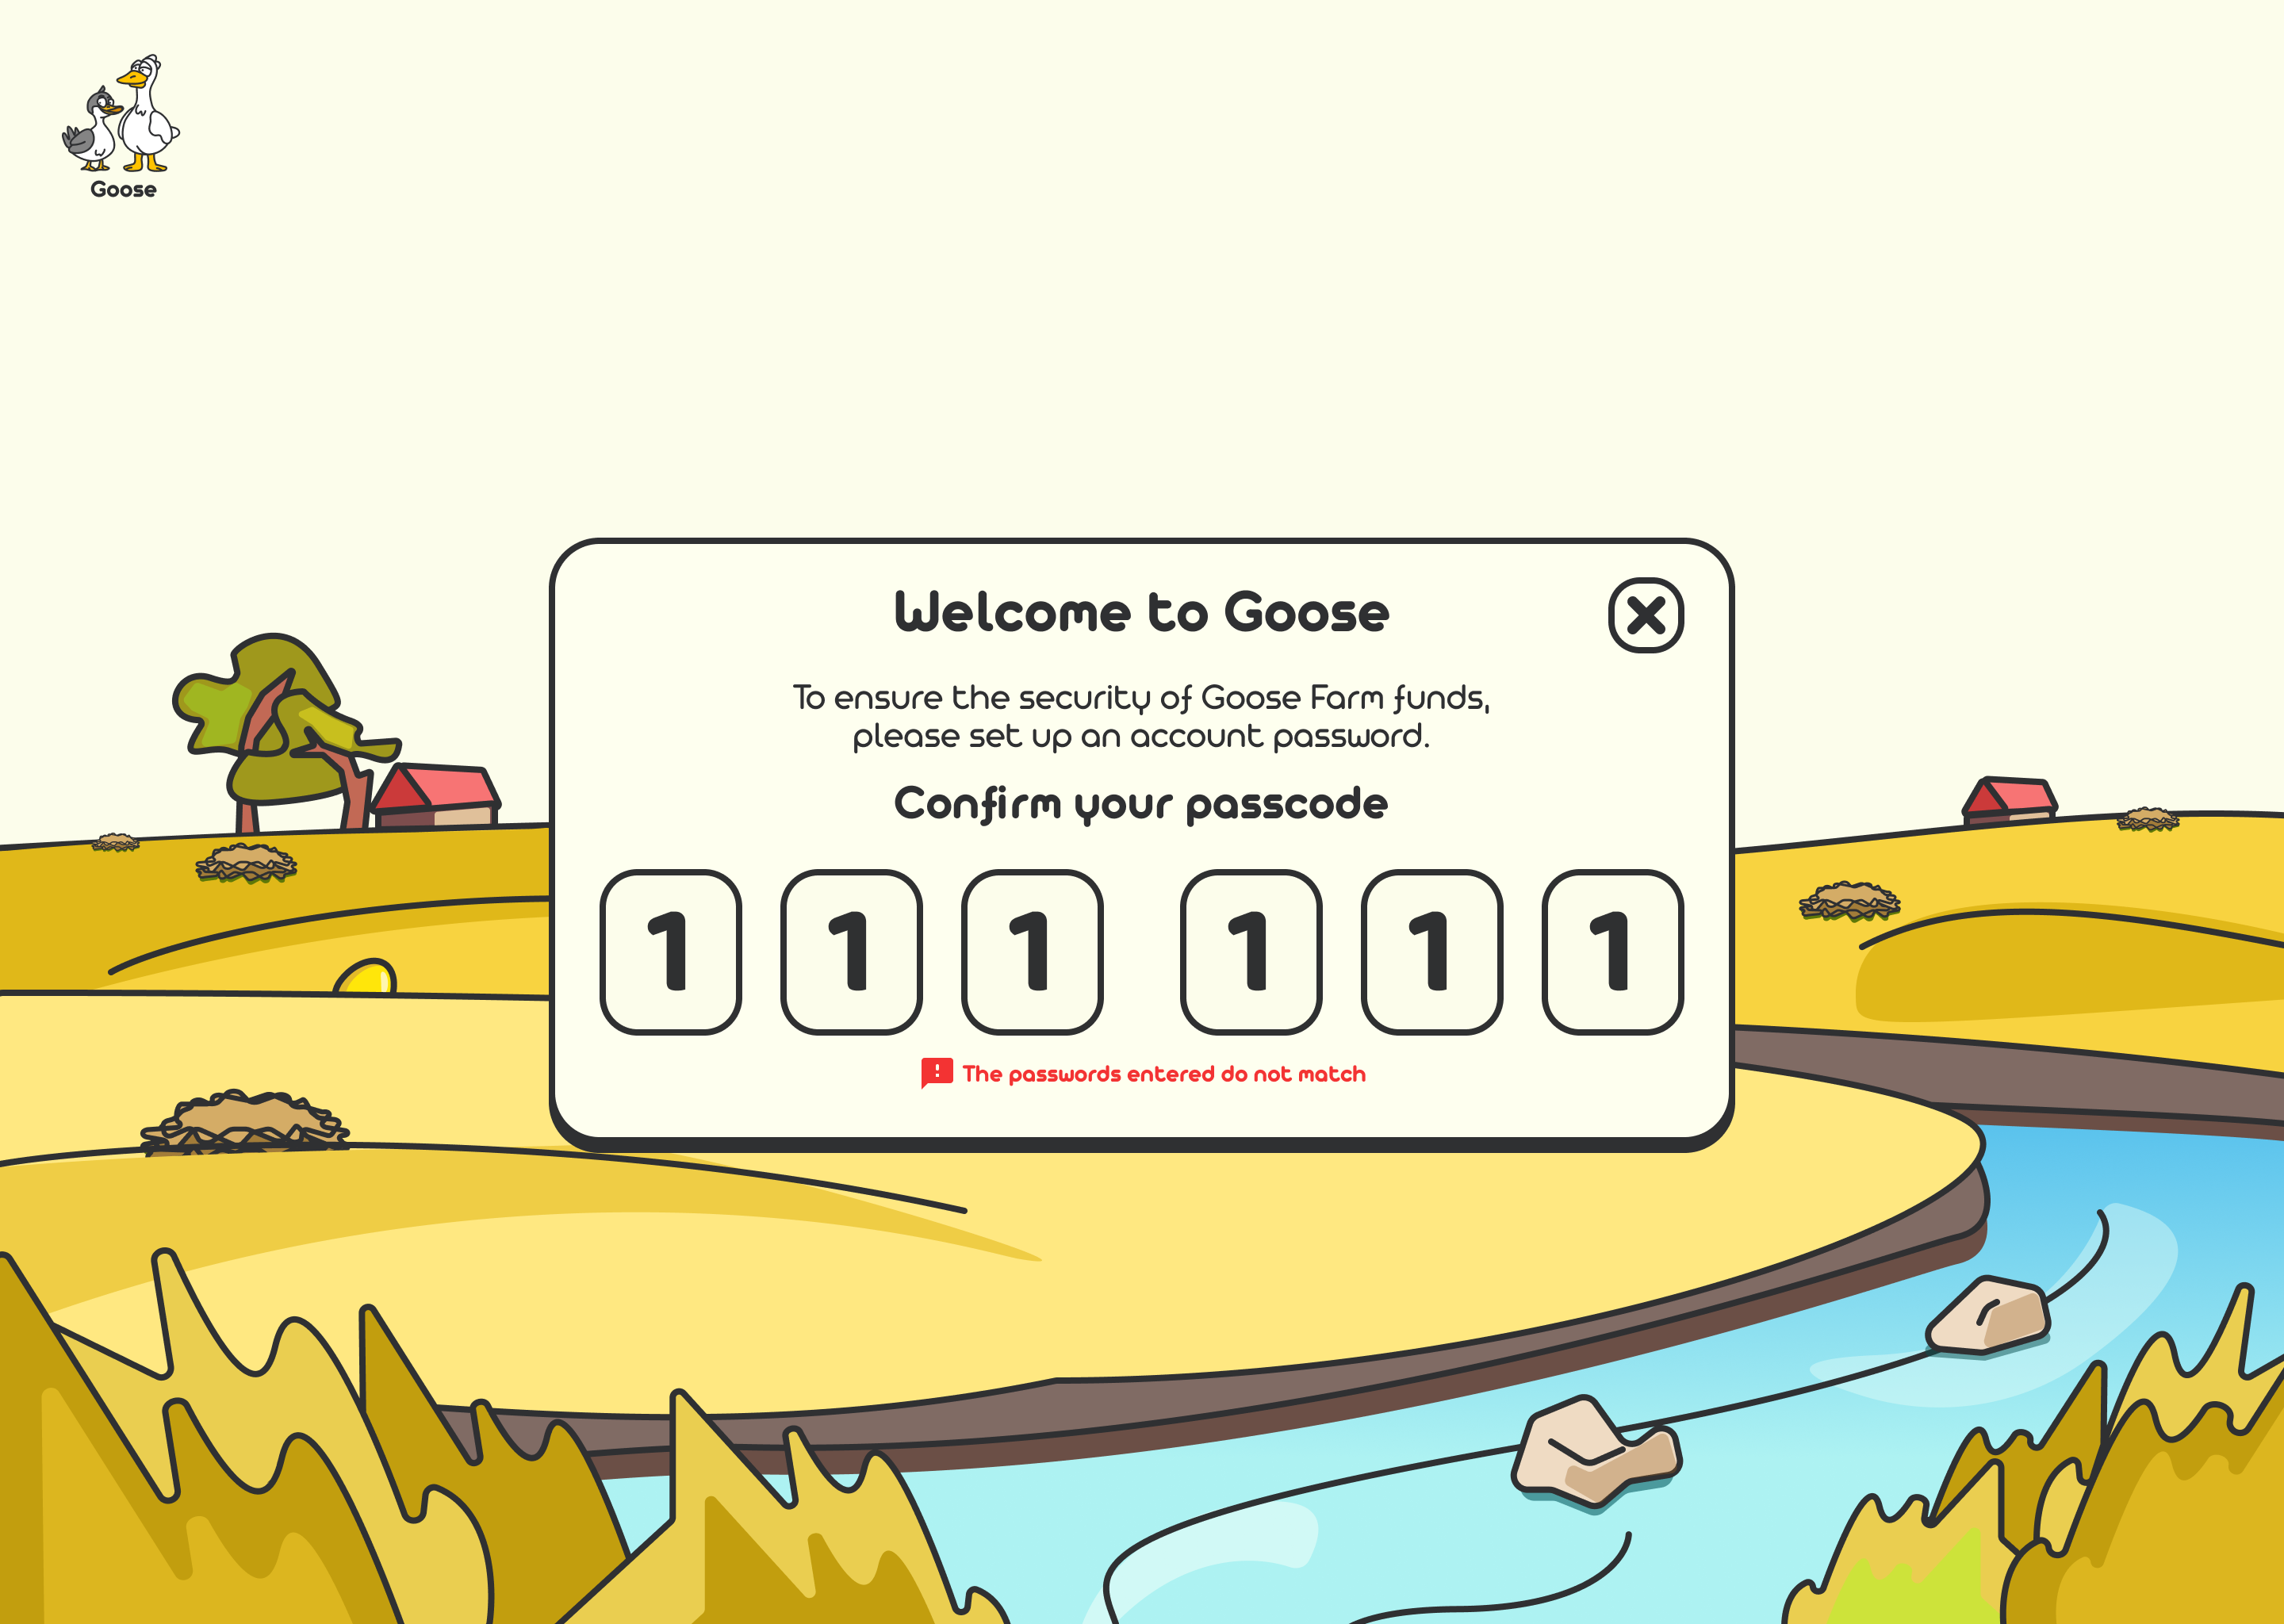 Goose
Welcome to Goose
To ensure the security of Goose Farm funds,
please set up an account password.
Confirm your passcode
1 1 1 1 1 1
The passwords entered do not match